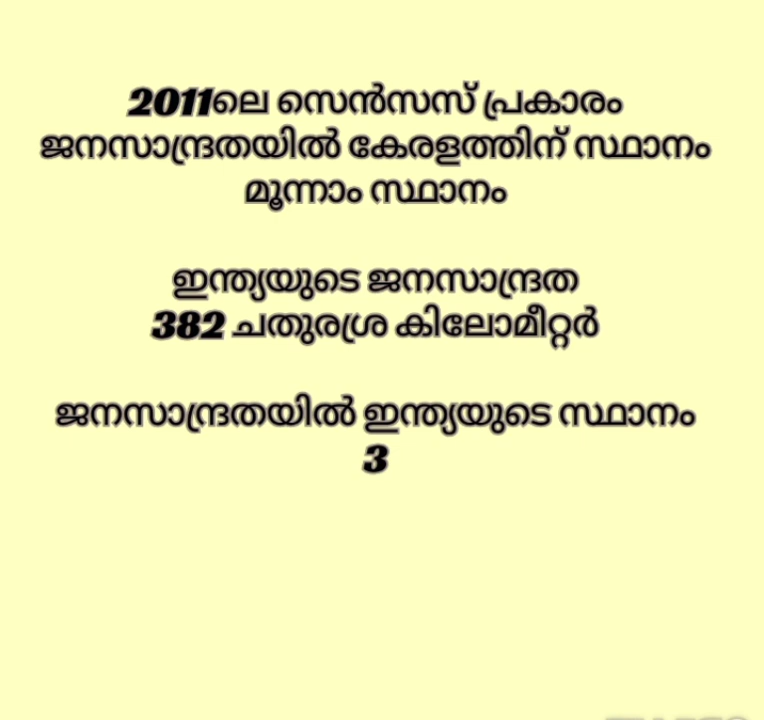 2011ലെ സെൻസസ് പ്രകാരം
ജനസാന്ദ്രതയിൽ കേരളത്തിന് സ്ഥാനം
മൂന്നാം സ്ഥാനം
ഇന്ത്യയുടെ ജനസാന്ദ്രത
382 ചതുരശ്ര കിലോമീറ്റർ
ജനസാന്ദ്രതയിൽ ഇന്ത്യയുടെ സ്ഥാനം
3